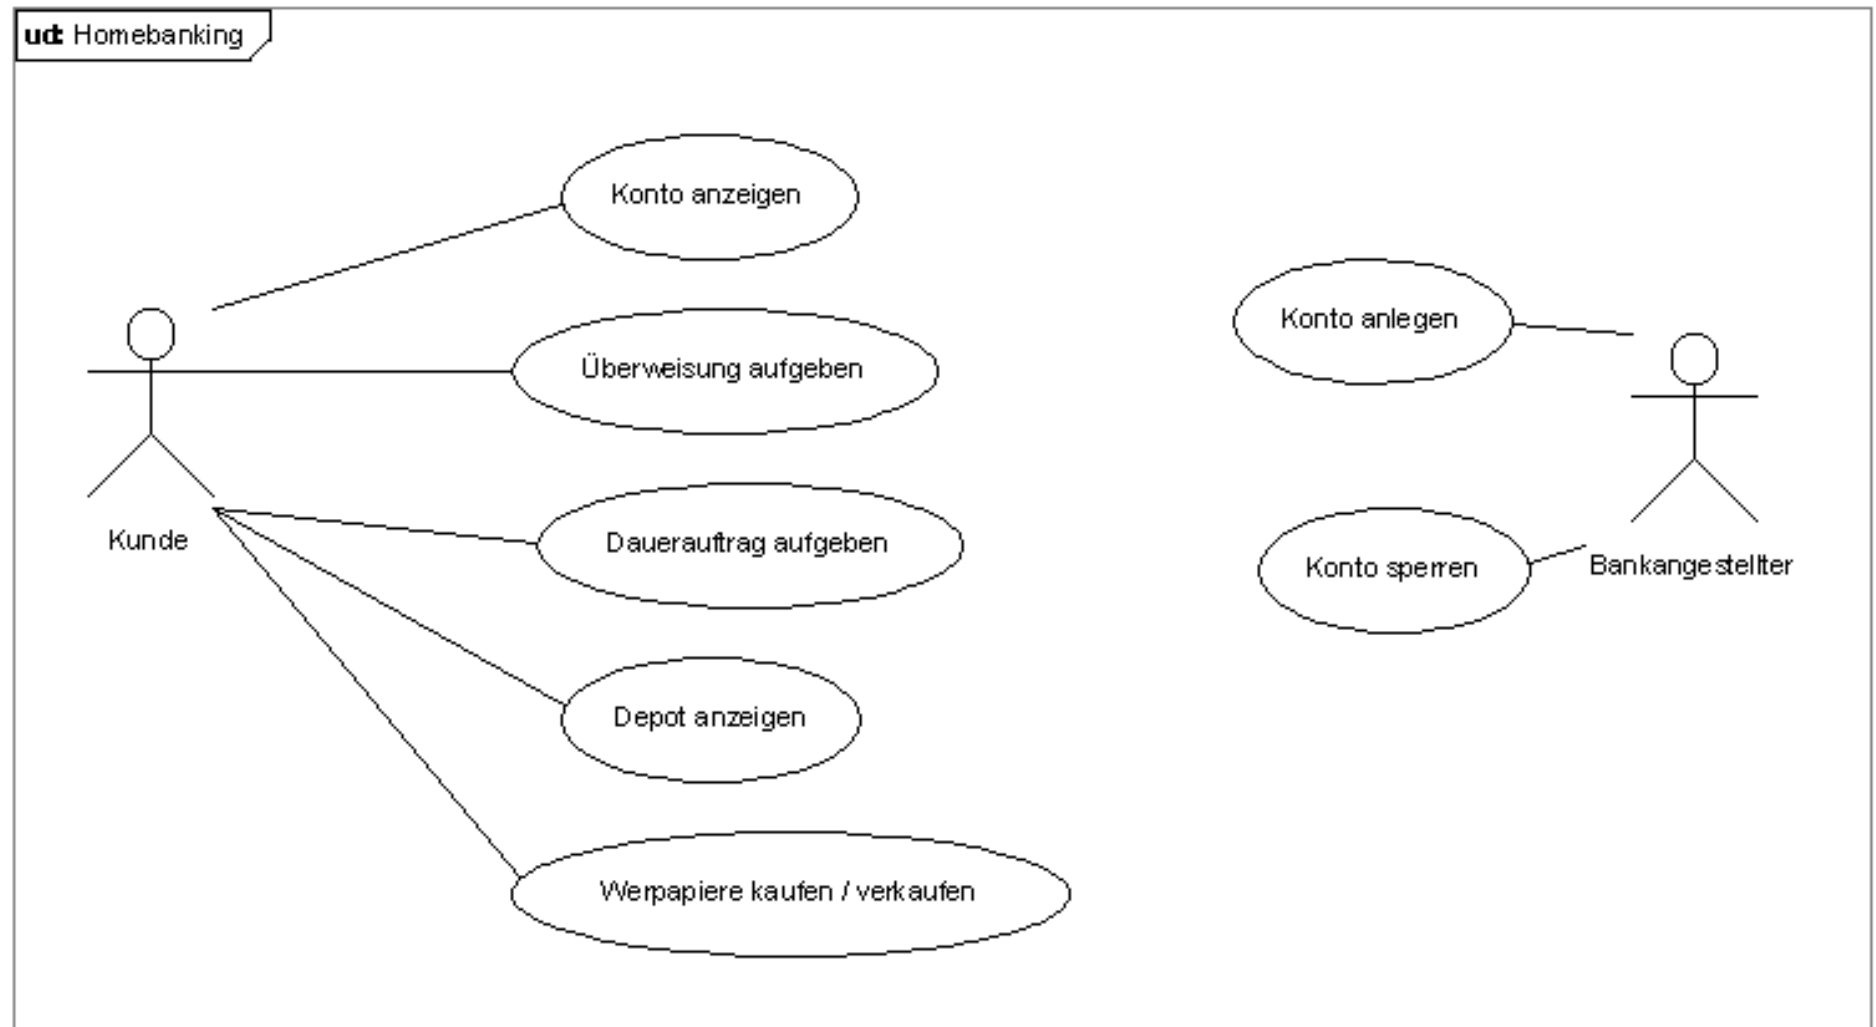 ud: Homebanking
Konto anzeigen
Konto anlegen
Überweisung aufgeben
Kunde
Dauerauftrag aufgeben
Konto sperren
Bankangestellter
Depot anzeigen
Werpapiere kaufen / verkaufen